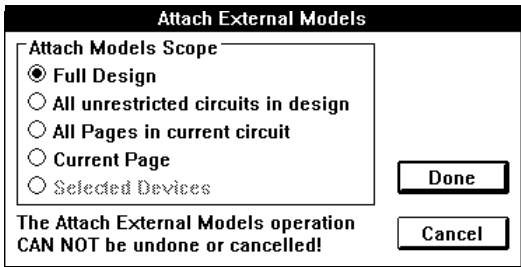 Attach External Models
Attach Models Scope
Full Design
All unrestricted circuits in design
All Pages in current circuit
Current Page
Selected Devices
Done
The Attach External Models operation
CAN NOT be undone or cancelled!
Cancel